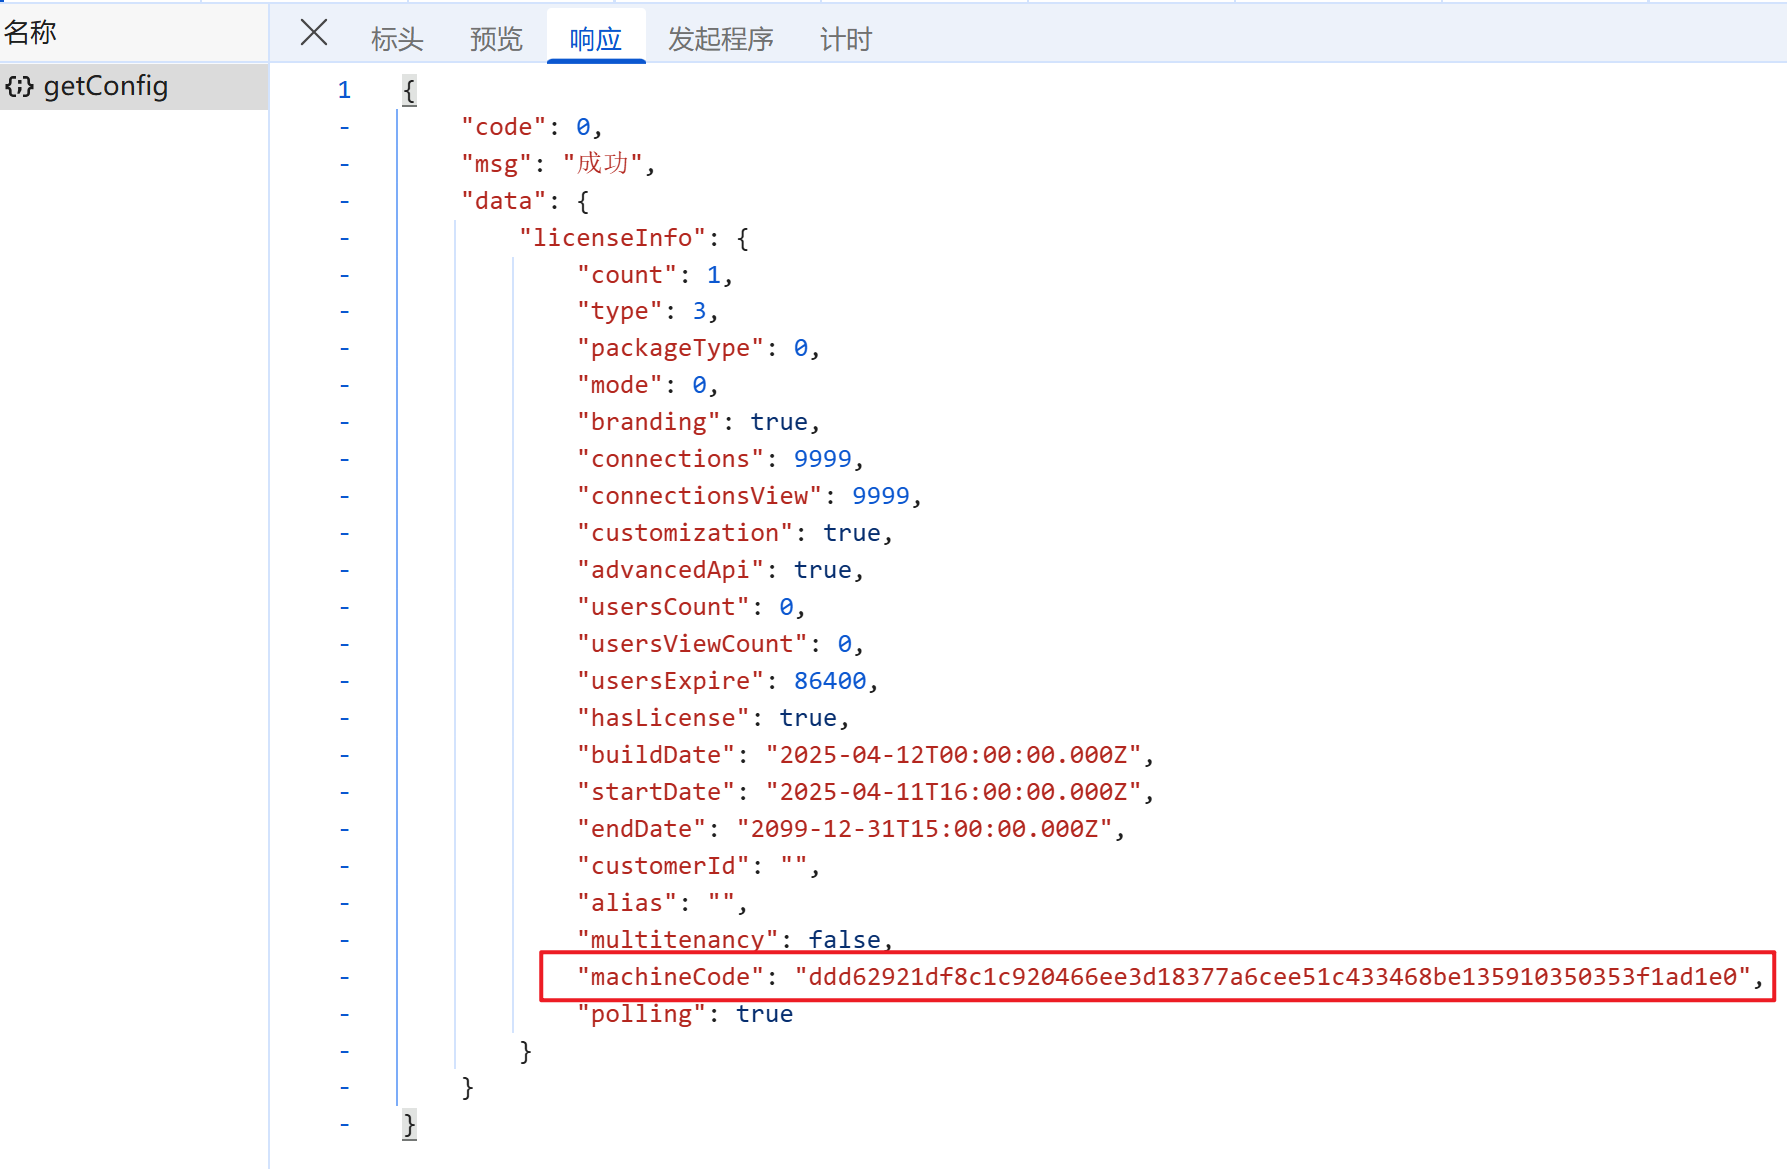 名称
标头 预览 响应 发起程序 计时
{;} getConfig
1 {
- "code": 0,
- "msg": "成功",
- "data": {
- "licenseInfo": {
- "count": 1,
- "type": 3,
- "packageType": 0,
- "mode": 0,
- "branding": true,
- "connections": 9999,
- "connectionsView": 9999,
- "customization": true,
- "advancedApi": true,
- "usersCount": 0,
- "usersViewCount": 0,
- "usersExpire": 86400,
- "hasLicense": true,
- "buildDate": "2025-04-12T00:00:00.000Z",
- "startDate": "2025-04-11T16:00:00.000Z",
- "endDate": "2099-12-31T15:00:00.000Z",
- "customerId": "",
- "alias": "",
- "multitenancy": false,
- "machineCode": "ddd62921df8c1c920466ee3d18377a6cee51c433468be135910350353f1ad1e0",
- "polling": true
- }
- }
- }